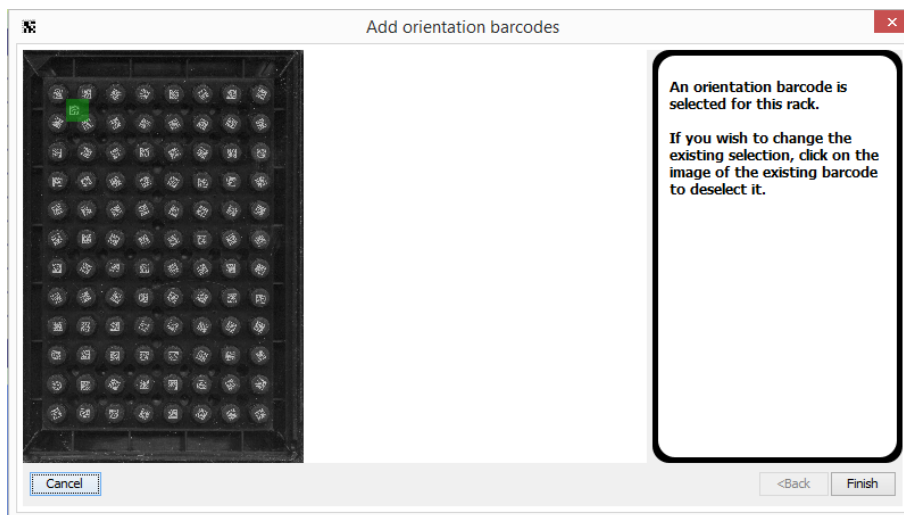 Add orientation barcodes
An orientation barcode is
selected for this rack.
If you wish to change the
existing selection, click on the
image of the existing barcode
to deselect it.
Cancel
<Back
Finish